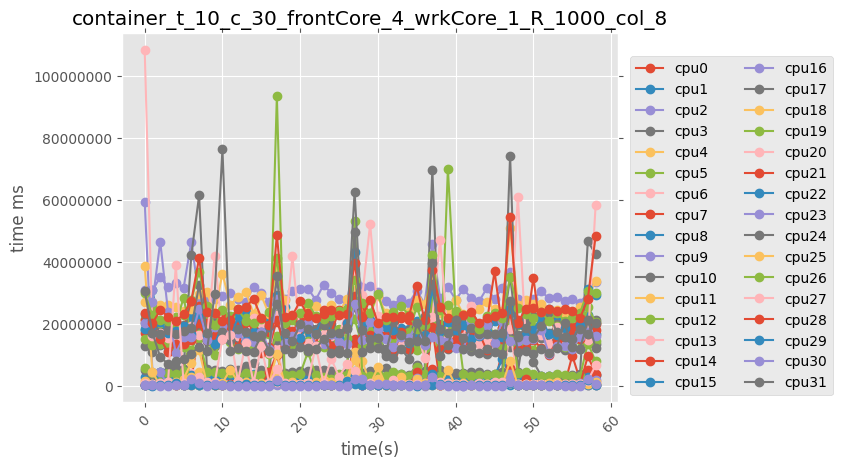 container_t_10_c_30_frontCore_4_wrkCore_1_R_1000_col_8
time ms
100000000
80000000
60000000
40000000
20000000
0
0
10
20
30
40
50
60
time(s)
cpu0
cpu1
cpu2
cpu3
cpu4
cpu5
cpu6
cpu7
cpu8
cpu9
cpu10
cpu11
cpu12
cpu13
cpu14
cpu15
cpu16
cpu17
cpu18
cpu19
cpu20
cpu21
cpu22
cpu23
cpu24
cpu25
cpu26
cpu27
cpu28
cpu29
cpu30
cpu31